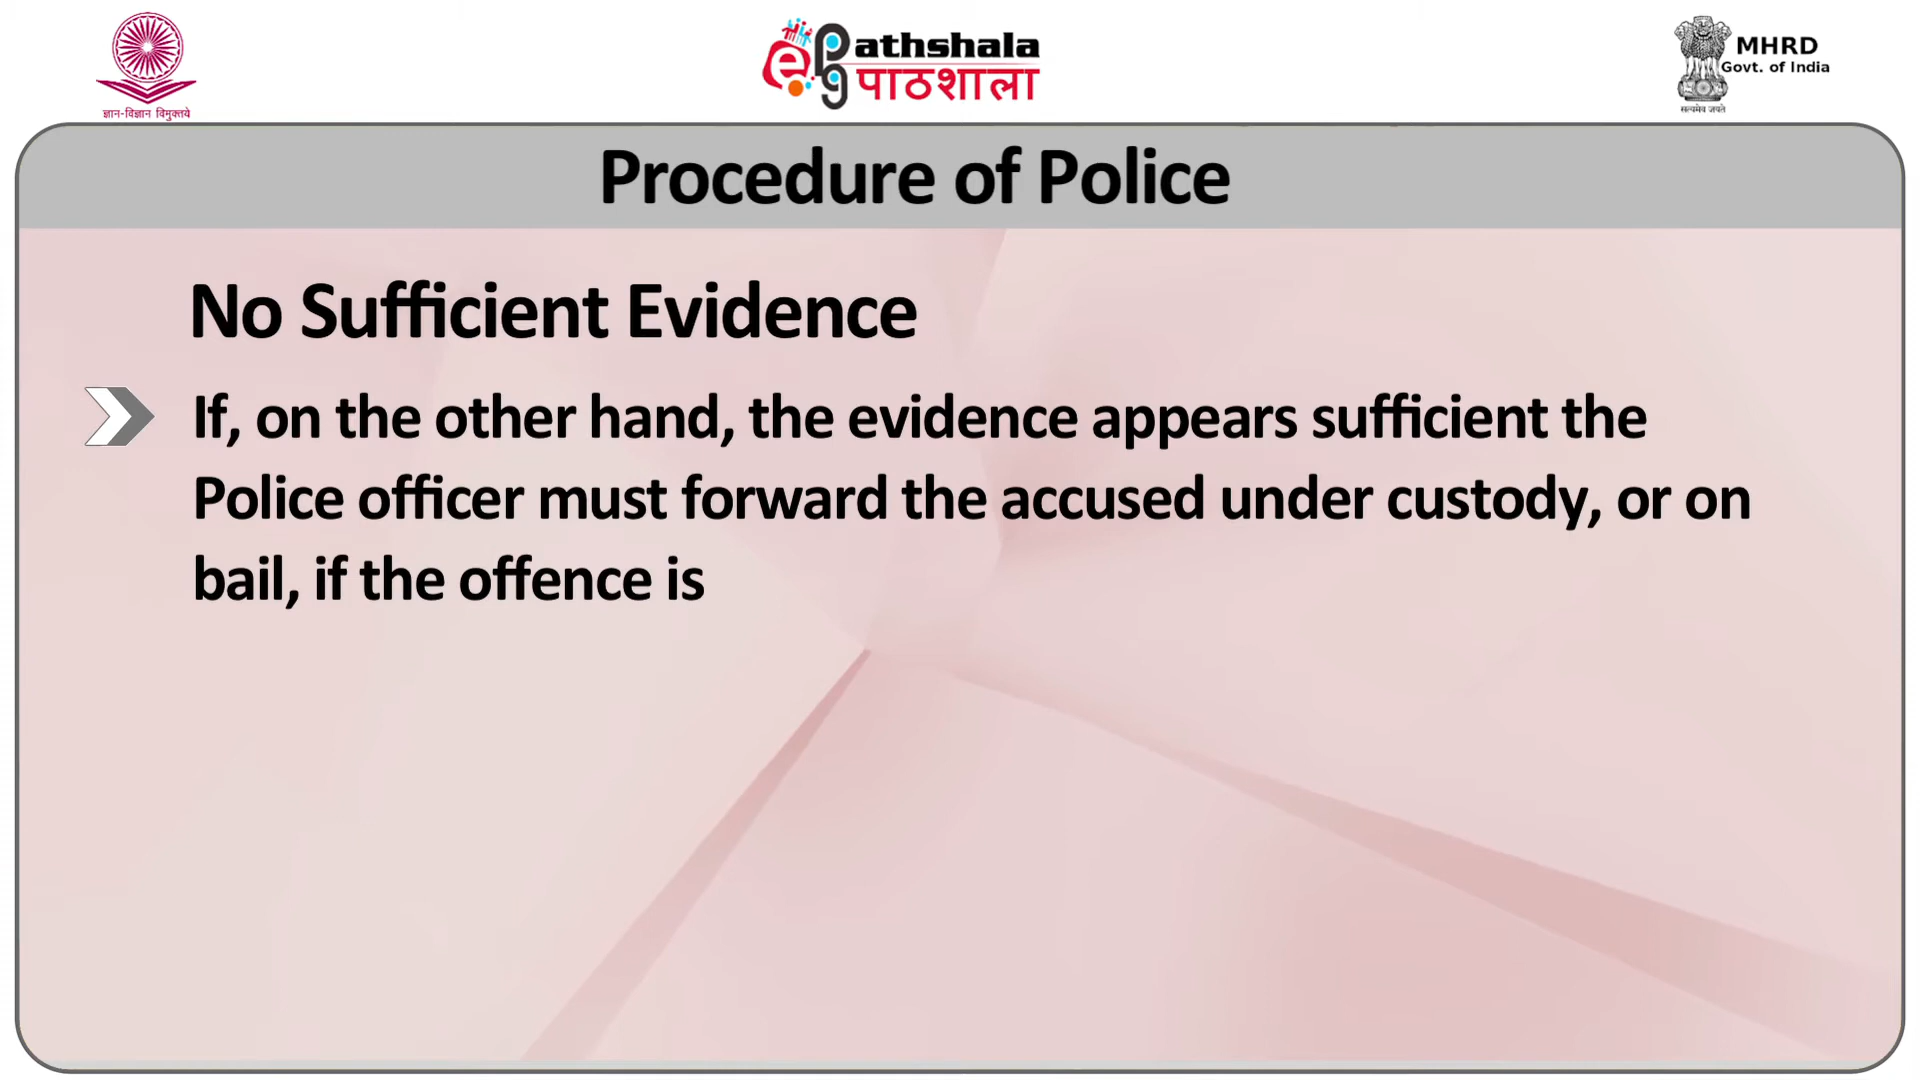 ज्ञान-विज्ञान विमुक्तये
ePG Pathshala
पाठशाला
MHRD
Govt. of India
सत्यमेव जयते
Procedure of Police
No Sufficient Evidence
If, on the other hand, the evidence appears sufficient the
Police officer must forward the accused under custody, or on
bail, if the offence is